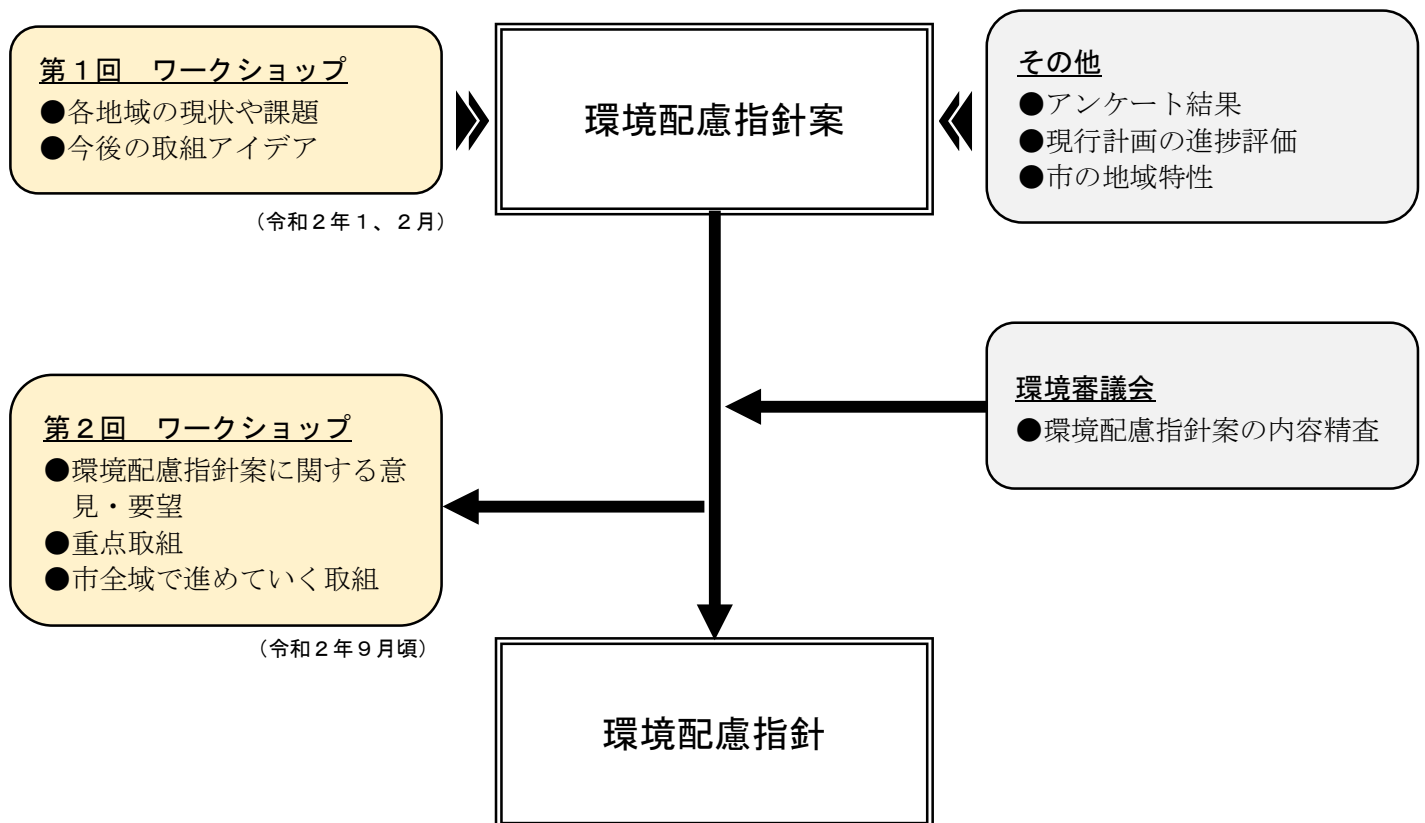 第1回　ワークショップ
●各地域の現状や課題
●今後の取組アイデア
（令和２年１、２月）
環境配慮指針案
その他
●アンケート結果
●現行計画の進捗評価
●市の地域特性
環境審議会
●環境配慮指針案の内容精査
第２回　ワークショップ
●環境配慮指針案に関する意
見・要望
●重点取組
●市全域で進めていく取組
（令和２年９月頃）
環境配慮指針